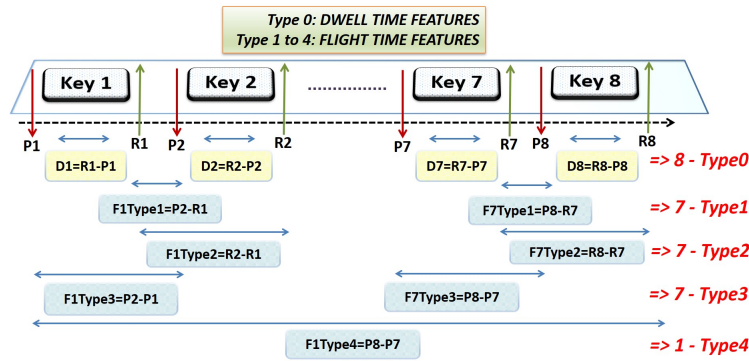 Type 0: DWELL TIME FEATURES
Type 1 to 4: FLIGHT TIME FEATURES
Key 1 Key 2 .............. Key 7 Key 8
P1 R1 P2 R2 P7 R7 P8 R8
D1=R1-P1 D2=R2-P2 D7=R7-P7 D8=R8-P8 => 8 - Type0
F1Type1=P2-R1 F7Type1=P8-R7 => 7 - Type1
F1Type2=R2-R1 F7Type2=R8-R7 => 7 - Type2
F1Type3=P2-P1 F7Type3=P8-P7 => 7 - Type3
F1Type4=P8-P7 => 1 - Type4